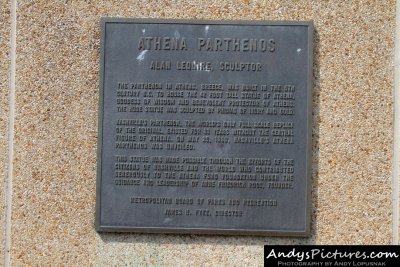 ATHENA PARTHENOS
ALAN LEQUIRE, SCULPTOR
THE PARTHENON IN ATHENS, GREECE, WAS BUILT IN THE 5TH
CENTURY B.C. TO HOUSE THE 42 FOOT TALL STATUE OF ATHENA,
GODDESS OF WISDOM AND BENEVOLENT PROTECTOR OF ATHENS.
THE HUGE STATUE WAS SCULPTED BY PHIDIAS OF IVORY AND GOLD.
NASHVILLE'S PARTHENON, THE WORLD'S ONLY FULL-SIZE REPLICA
OF THE ORIGINAL, EXISTED FOR YEARS WITHOUT THE CENTRAL
FIGURE OF ATHENA. ON MAY 20, 1990, NASHVILLE'S ATHENA
PARTHENOS WAS UNVEILED.
THIS STATUE WAS MADE POSSIBLE THROUGH THE EFFORTS OF THE
CITIZENS OF NASHVILLE AND THE WORLD WHO CONTRIBUTED
GENEROUSLY TO THE ATHENA FUND FOUNDATION UNDER THE
GUIDANCE AND LEADERSHIP OF ANNE FRIEDRICH ROOS, FOUNDER.
METROPOLITAN BOARD OF PARKS AND RECREATION
JAMES H. FYKE, DIRECTOR
AndysPictures.com
PHOTOGRAPHY BY ANDY LOPUSNAK